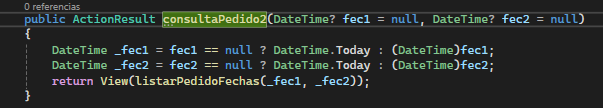 0 referencias
public ActionResult consultaPedido2(DateTime? fec1 = null, DateTime? fec2 = null)
{
DateTime _fec1 = fec1 == null ? DateTime.Today : (DateTime)fec1;
DateTime _fec2 = fec2 == null ? DateTime.Today : (DateTime)fec2;
return View(listarPedidoFechas(_fec1, _fec2));
}